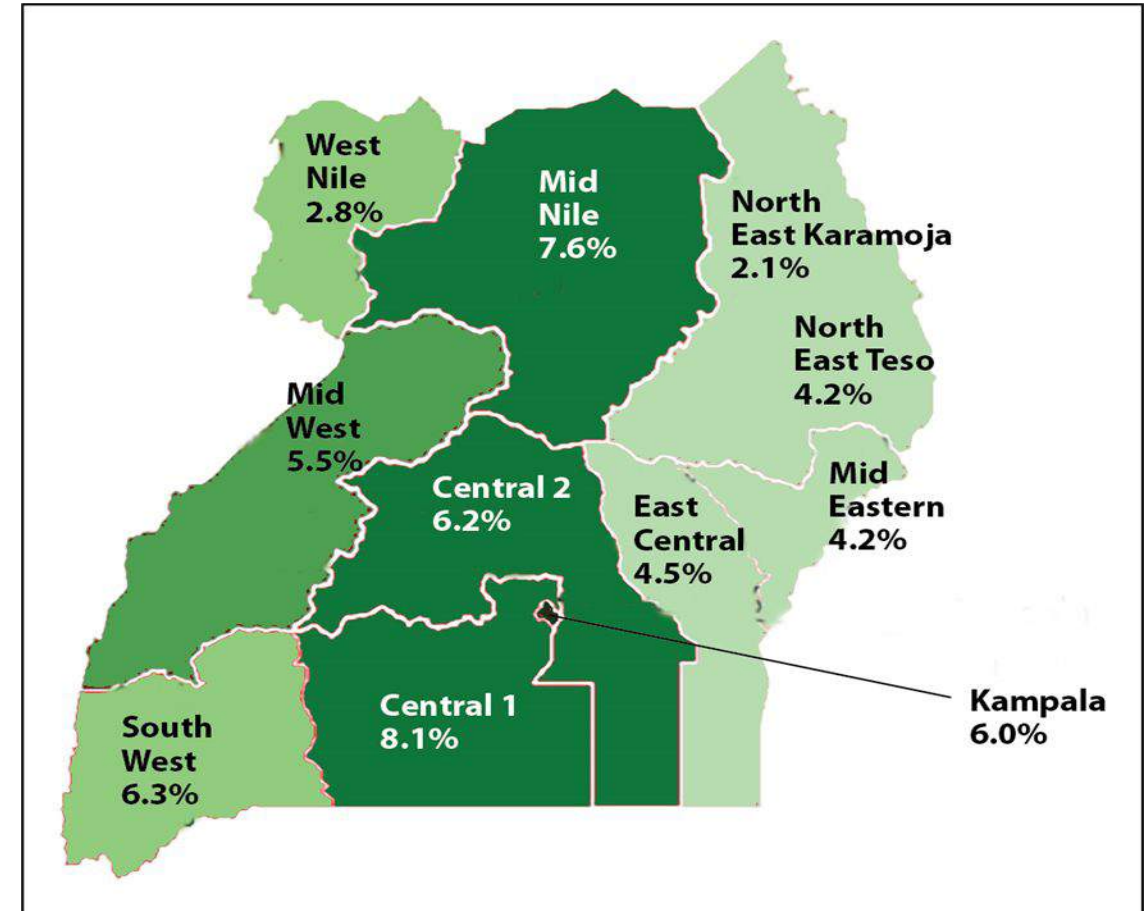 West
Nile
2.8%
Mid
Nile
7.6%
North
East Karamoja
2.1%
North
East Teso
4.2%
Mid
West
5.5%
Central 2
6.2%
East
Central
4.5%
Mid
Eastern
4.2%
South
West
6.3%
Central 1
8.1%
Kampala
6.0%